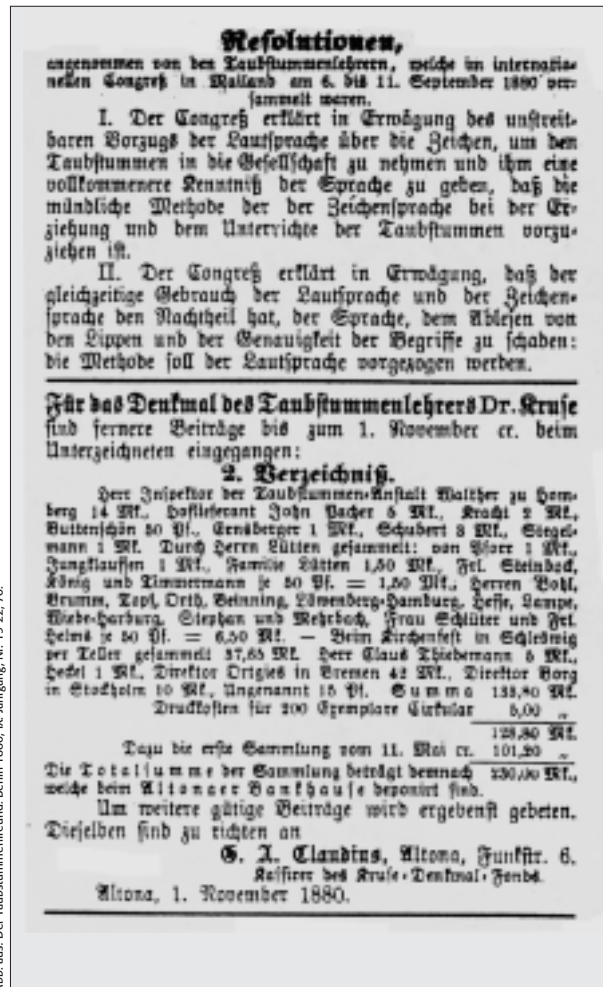 Resolutionen,
angenommen von den Taubstummenlehrern, welche im internatio-
nellen Congreß in Mailand am 6. bis 11. September 1880 ver-
sammelt waren.
I. Der Congreß erklärt in Erwägung des unstreit-
baren Vorzugs der Lautsprache über die Zeichen, um den
Taubstummen in die Gesellschaft zu nehmen und ihm eine
vollkommenere Kenntniß der Sprache zu geben, daß die
mündliche Methode der der Zeichensprache bei der Er-
ziehung und dem Unterrichte der Taubstummen vorzu-
ziehen ist.
II. Der Congreß erklärt in Erwägung, daß der
gleichzeitige Gebrauch der Lautsprache und der Zeichen-
sprache den Nachtheil hat, der Sprache, dem Ablesen von
den Lippen und der Genauigkeit der Begriffe zu schaden:
die Methode soll der Lautsprache vorgezogen werden.
Für das Denkmal des Taubstummenlehrers Dr. Kruse
sind fernere Beiträge bis zum 1. November cr. beim
Unterzeichneten eingegangen:
2. Verzeichniß.
Herr Inspektor der Taubstummen-Anstalt Walther zu Hom-
berg 14 Mk., Hoflieferant John Pacher 5 Mk., Kracht 2 Mk.,
Buttenschön 50 Pf., Ernsberger 1 Mk., Schubert 3 Mk., Siegel-
mann 1 Mk. Durch Herrn Lütten gesammelt: von Pforr 1 Mk.,
Jungklaussen 1 Mk., Familie Lütten 1,50 Mk., Frl. Steinbock,
König und Timmermann je 50 Pf. = 1,50 Mk., Herren Bohl,
Brumm, Topf, Orth, Beinning, Löwenberg-Hamburg, Hesse, Lampe,
Wiebe-Harburg, Stephan und Mehrbach, Frau Schlüter und Frl.
Helms je 50 Pf. = 6,50 Mk. — Beim Kirchenfest in Schleswig
per Teller gesammelt 37,65 Mk. Herr Claus Thiedemann 5 Mk.,
Heckel 1 Mk., Direktor Ortgies in Bremen 42 Mk., Direktor Borg
in Stockholm 10 Mk., Ungenannt 15 Pf. Summa 133,80 Mk.
Druckkosten für 200 Exemplare Cirkular 5,00 „
128,80 Mk.
Dazu die erste Sammlung vom 11. Mai cr. 101,20 „
Die Totalsumme der Sammlung beträgt demnach Mk.,
welche beim Altonaer Bankhause deponirt sind.
Um weitere gütige Beiträge wird ergebenst gebeten.
Dieselben sind zu richten an
G. J. Claudius, Altona, Funkstr. 6.
Kassirer des Kruse-Denkmal-Fonds.
Altona, 1. November 1880.
aus: Der Taubstummenfreund. Berlin 1880,